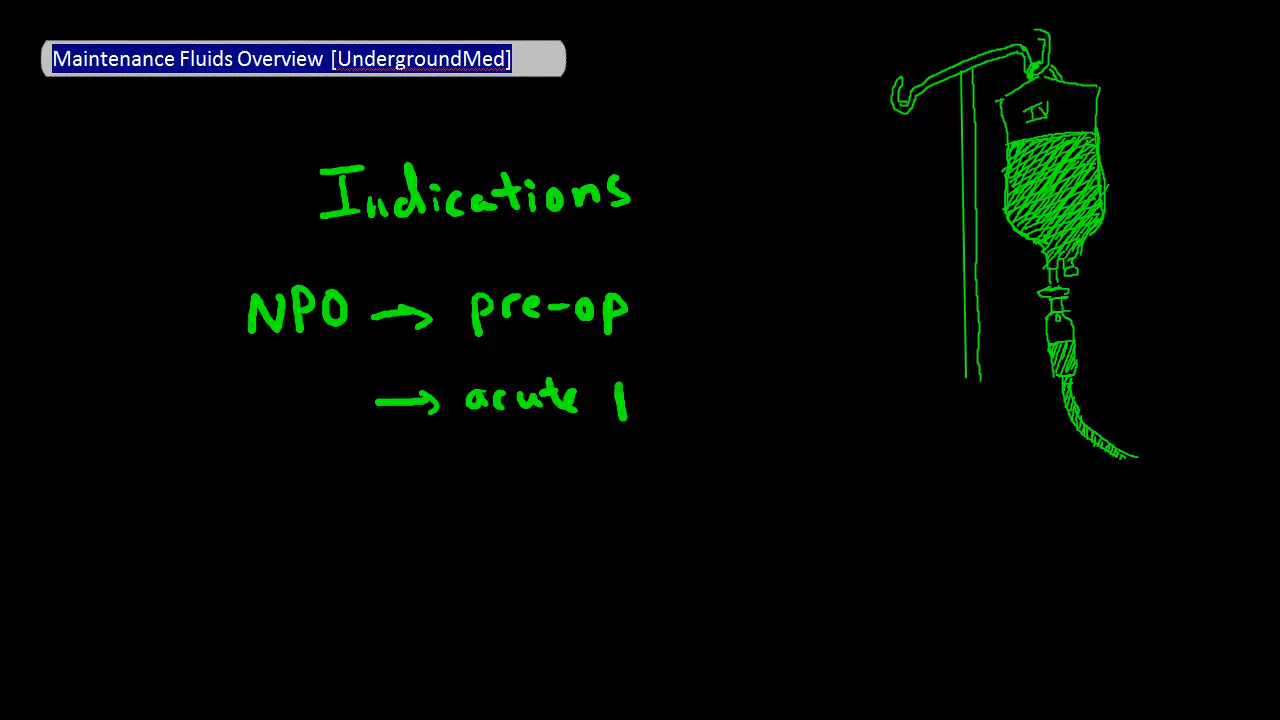 Maintenance Fluids Overview [UndergroundMed]
IV
Indications
NPO → pre-op
→ acute